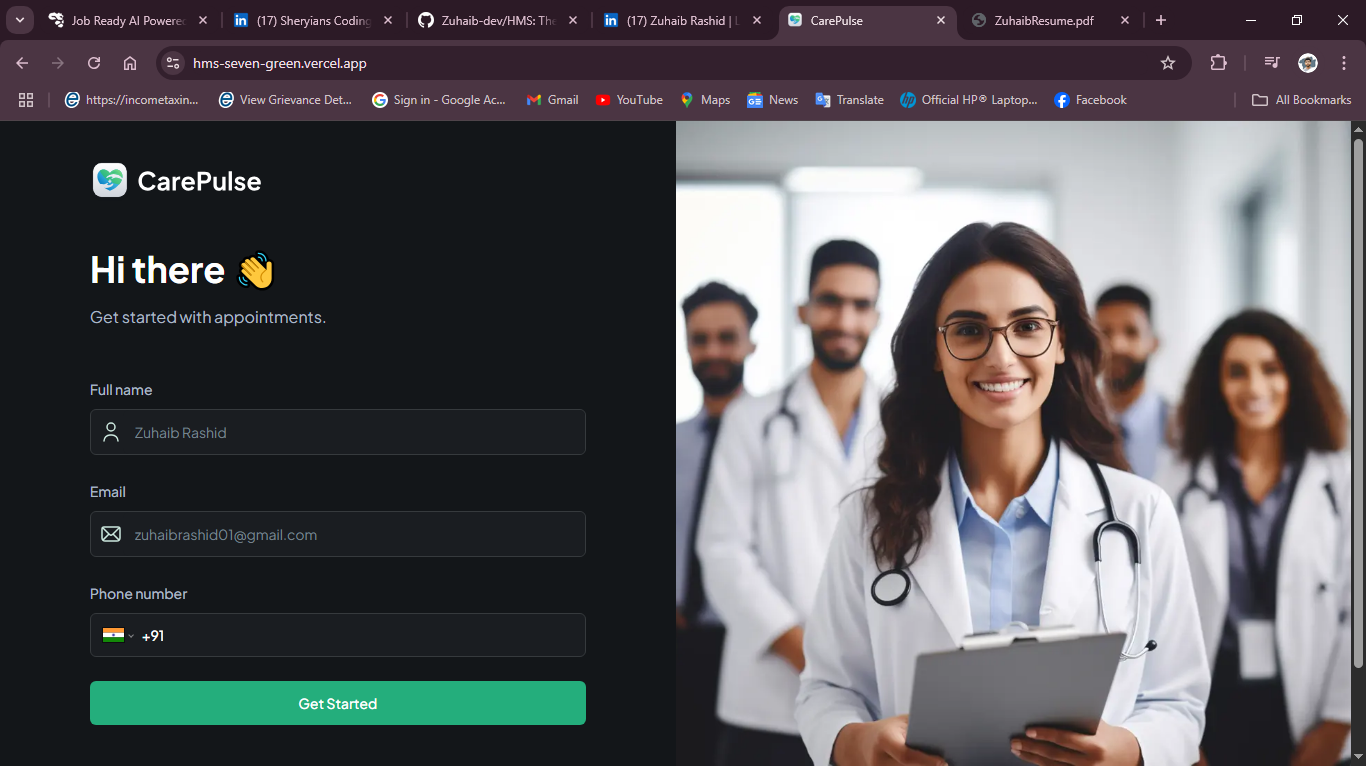 Job Ready AI Powered
(17) Sheryians Coding
Zuhaib-dev/HMS: The
(17) Zuhaib Rashid | L
CarePulse
ZuhaibResume.pdf
hms-seven-green.vercel.app
https://incometaxin...
View Grievance Det...
Sign in - Google Ac...
Gmail
YouTube
Maps
News
Translate
Official HP® Laptop...
Facebook
All Bookmarks
CarePulse
Hi there 👋
Get started with appointments.
Full name
Zuhaib Rashid
Email
zuhaibrashid01@gmail.com
Phone number
+91
Get Started